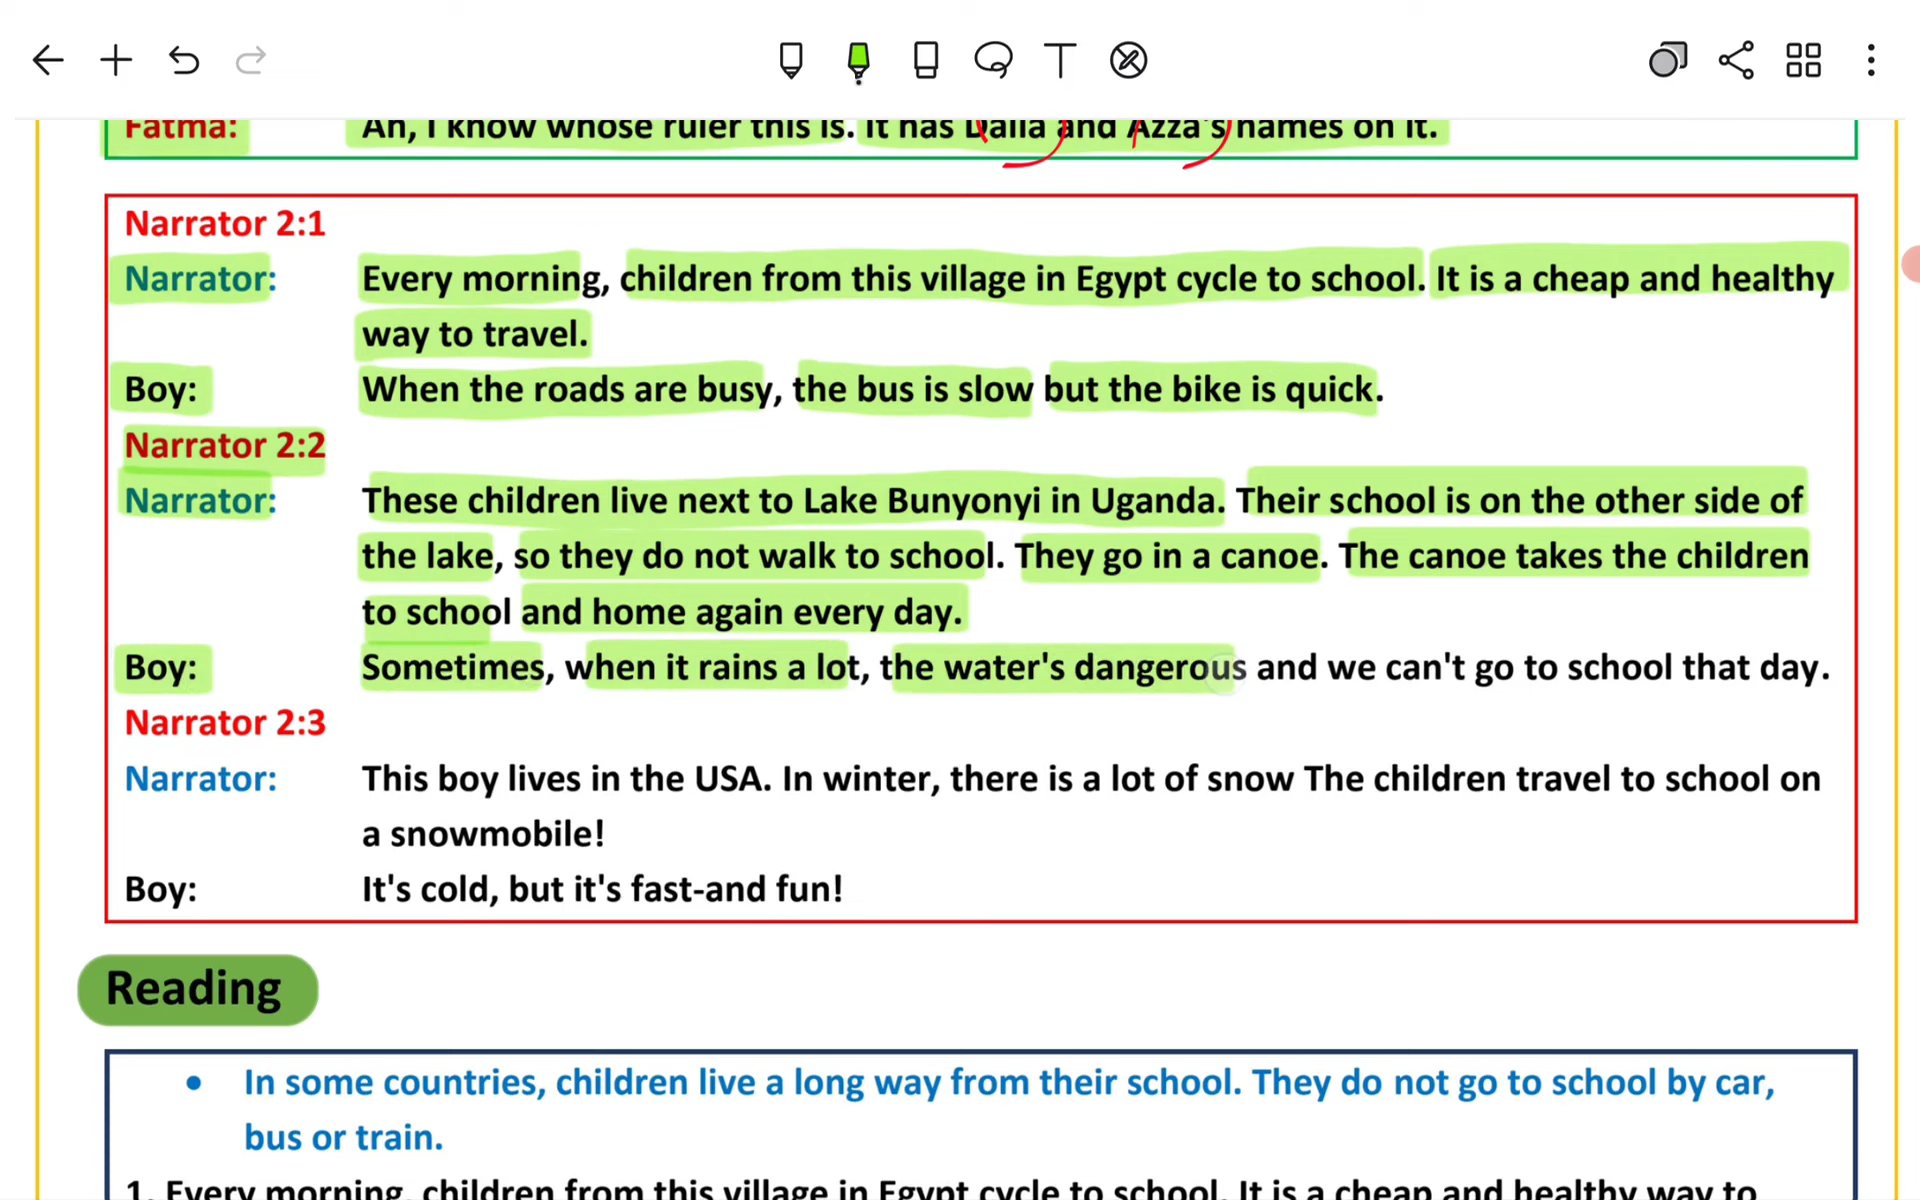 Fatma: Ah, I know whose ruler this is. It has Dalia and Azza's names on it.
Narrator 2:1
Narrator: Every morning, children from this village in Egypt cycle to school. It is a cheap and healthy
way to travel.
Boy: When the roads are busy, the bus is slow but the bike is quick.
Narrator 2:2
Narrator: These children live next to Lake Bunyonyi in Uganda. Their school is on the other side of
the lake, so they do not walk to school. They go in a canoe. The canoe takes the children
to school and home again every day.
Boy: Sometimes, when it rains a lot, the water's dangerous and we can't go to school that day.
Narrator 2:3
Narrator: This boy lives in the USA. In winter, there is a lot of snow The children travel to school on
a snowmobile!
Boy: It's cold, but it's fast-and fun!
Reading
• In some countries, children live a long way from their school. They do not go to school by car,
bus or train.
1. Every morning, children from this village in Egypt cycle to school. It is a cheap and healthy way to